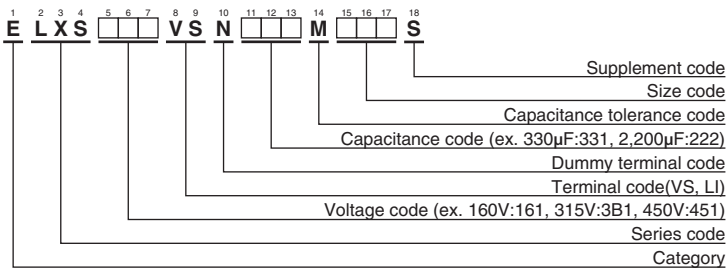 1 2 3 4 5 6 7 8 9 10 11 12 13 14 15 16 17 18
E L X S V S N M S
Supplement code
Size code
Capacitance tolerance code
Capacitance code (ex. 330µF:331, 2,200µF:222)
Dummy terminal code
Terminal code(VS, LI)
Voltage code (ex. 160V:161, 315V:3B1, 450V:451)
Series code
Category